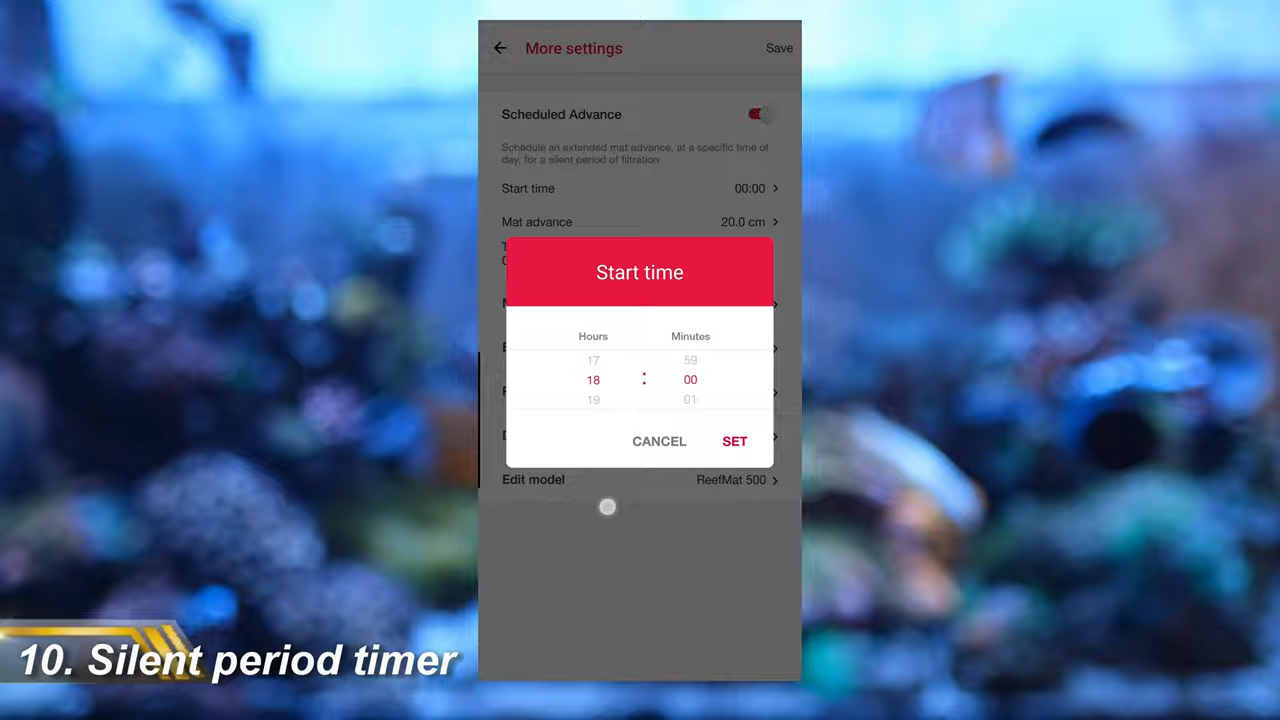 More settings
Save
Scheduled Advance
Schedule an extended mat advance, at a specific time of
day, for a silent period of filtration
Start time 00:00
Mat advance 20.0 cm
Start time
Hours Minutes
17 59
18 : 00
19 01
CANCEL SET
Edit model ReefMat 500
10. Silent period timer